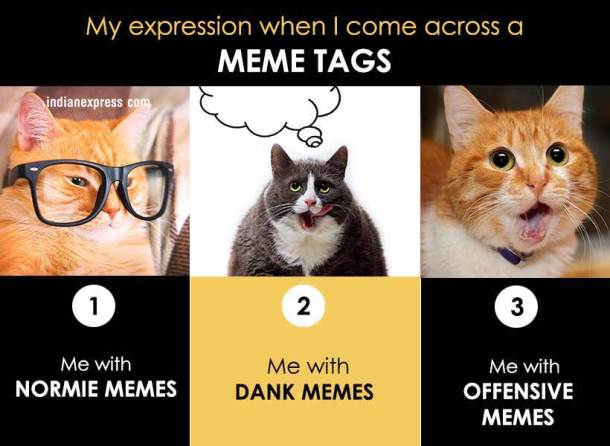 My expression when I come across a
MEME TAGS
indianexpress com
1
Me with
NORMIE MEMES
2
Me with
DANK MEMES
3
Me with
OFFENSIVE
MEMES